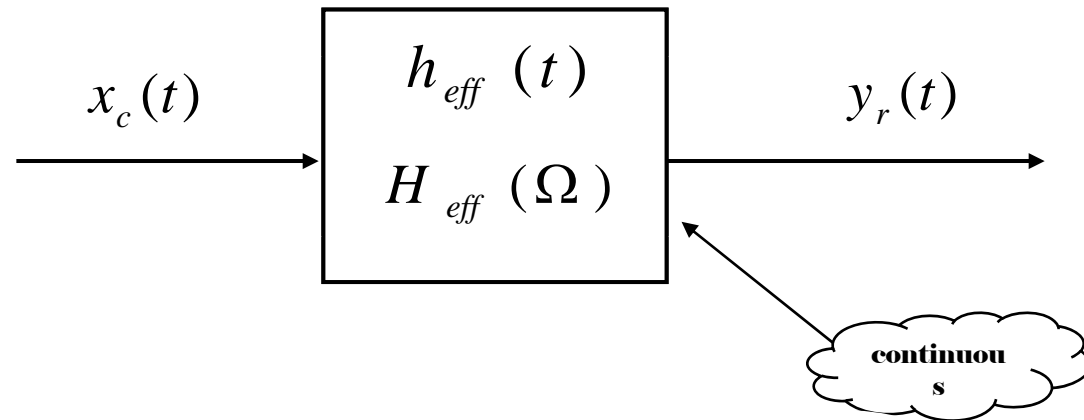 x_c(t)
h_eff (t)
H_eff (Ω)
y_r(t)
continuou
s